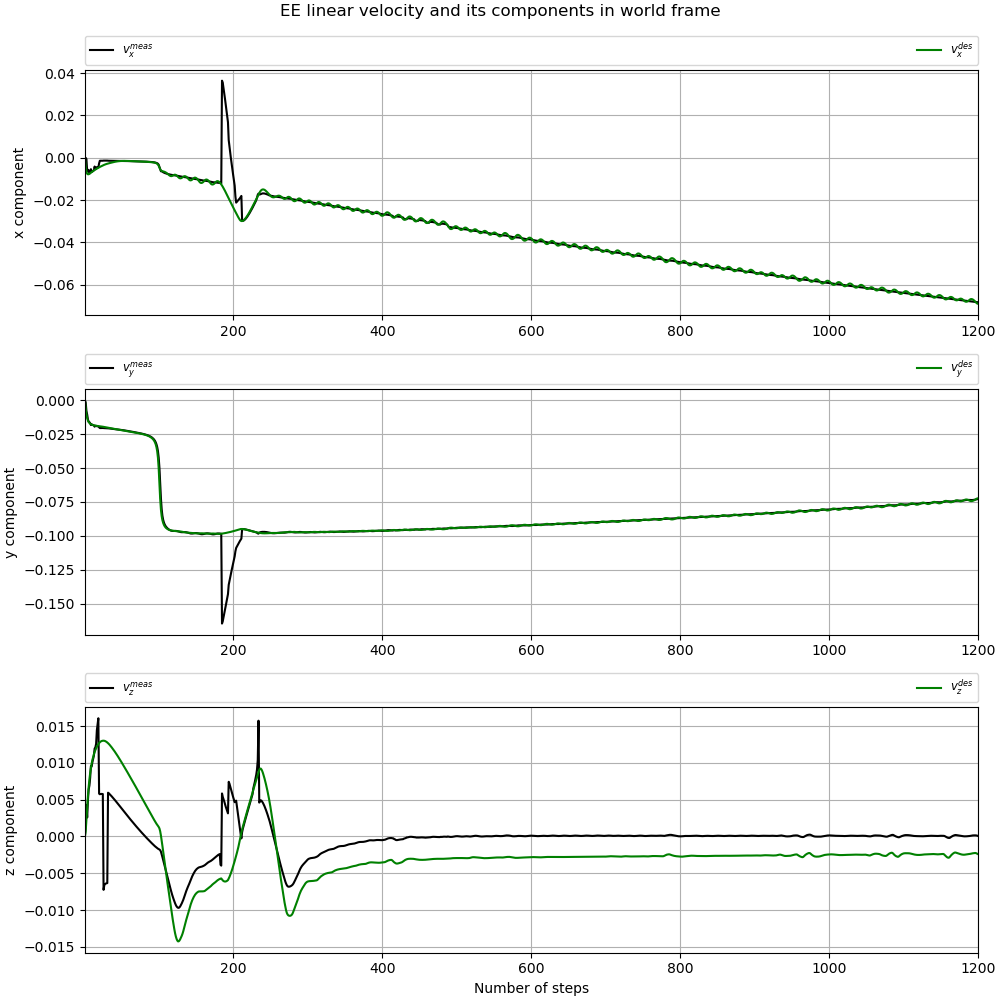 EE linear velocity and its components in world frame
v_x^{meas} v_x^{des}
0.04
0.02
0.00
−0.02
−0.04
−0.06
x component
200 400 600 800 1000 1200
v_y^{meas} v_y^{des}
0.000
−0.025
−0.050
−0.075
−0.100
−0.125
−0.150
y component
200 400 600 800 1000 1200
v_z^{meas} v_z^{des}
0.015
0.010
0.005
0.000
−0.005
−0.010
−0.015
z component
200 400 600 800 1000 1200
Number of steps